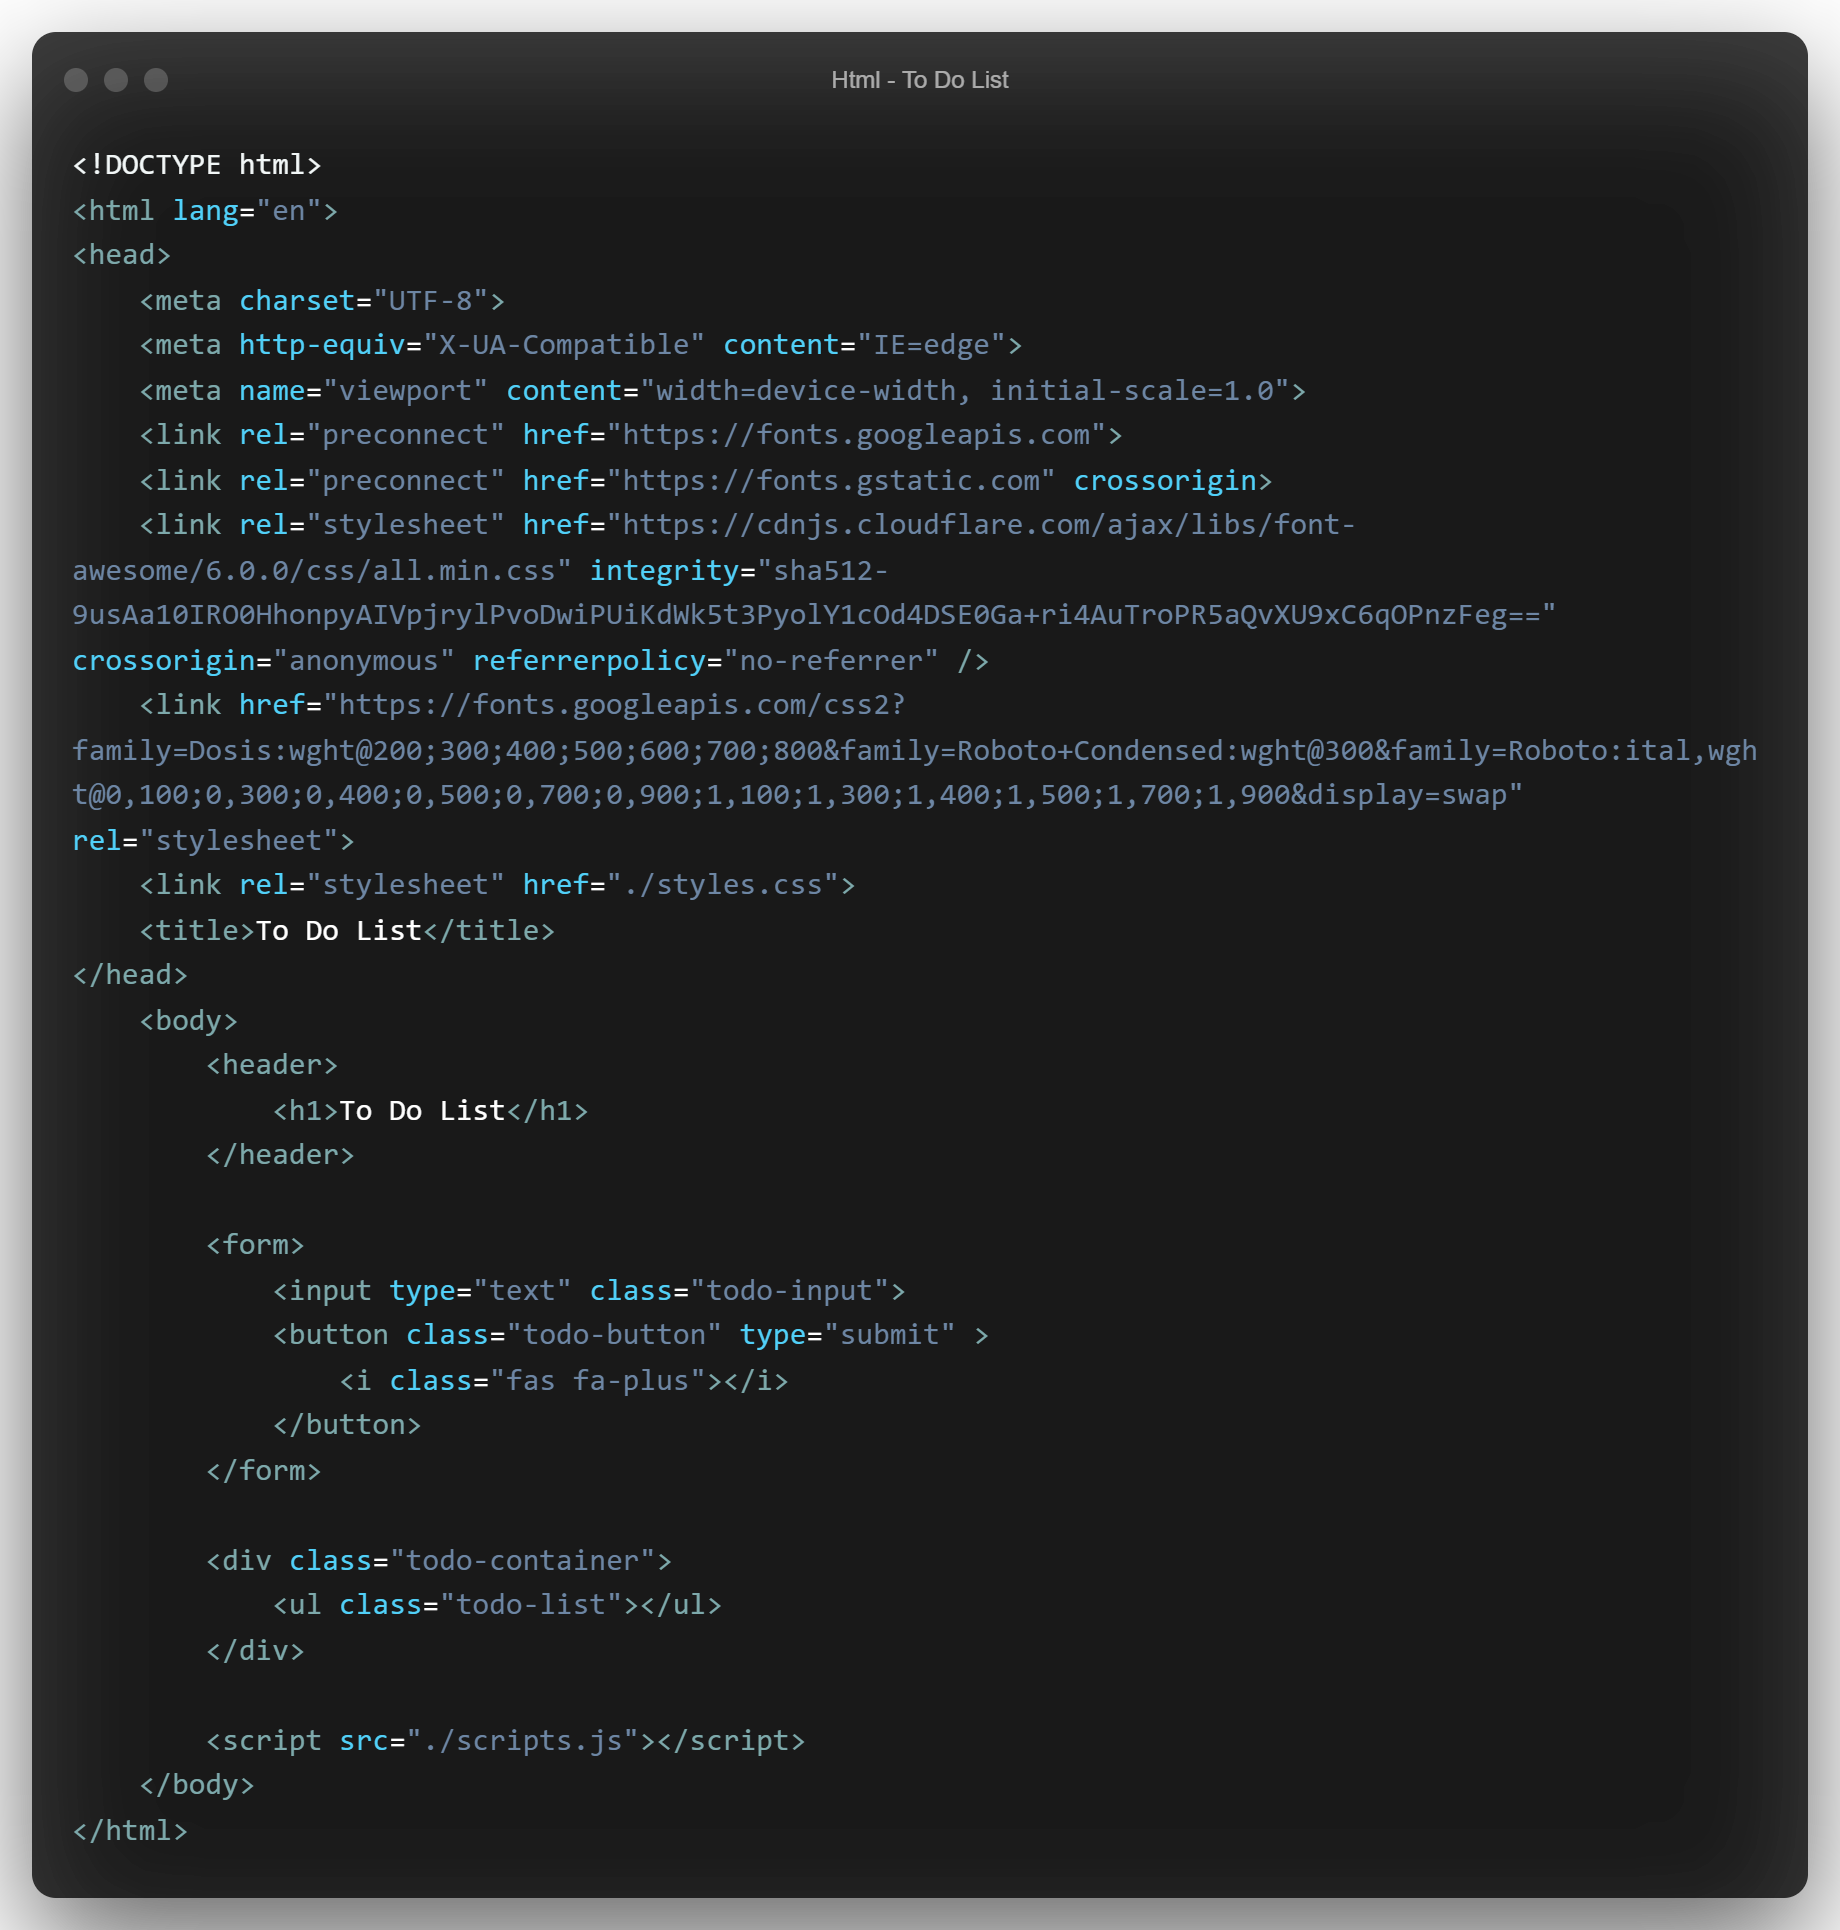 Html - To Do List
<!DOCTYPE html>
<html lang="en">
<head>
    <meta charset="UTF-8">
    <meta http-equiv="X-UA-Compatible" content="IE=edge">
    <meta name="viewport" content="width=device-width, initial-scale=1.0">
    <link rel="preconnect" href="https://fonts.googleapis.com">
    <link rel="preconnect" href="https://fonts.gstatic.com" crossorigin>
    <link rel="stylesheet" href="https://cdnjs.cloudflare.com/ajax/libs/font-
awesome/6.0.0/css/all.min.css" integrity="sha512-
9usAa10IRO0HhonpyAIVpjrylPvoDwiPUiKdWk5t3PyolY1cOd4DSE0Ga+ri4AuTroPR5aQvXU9xC6qOPnzFeg=="
crossorigin="anonymous" referrerpolicy="no-referrer" />
    <link href="https://fonts.googleapis.com/css2?
family=Dosis:wght@200;300;400;500;600;700;800&family=Roboto+Condensed:wght@300&family=Roboto:ital,wgh
t@0,100;0,300;0,400;0,500;0,700;0,900;1,100;1,300;1,400;1,500;1,700;1,900&display=swap"
rel="stylesheet">
    <link rel="stylesheet" href="./styles.css">
    <title>To Do List</title>
</head>
    <body>
        <header>
            <h1>To Do List</h1>
        </header>

        <form>
            <input type="text" class="todo-input">
            <button class="todo-button" type="submit" >
                <i class="fas fa-plus"></i>
            </button>
        </form>

        <div class="todo-container">
            <ul class="todo-list"></ul>
        </div>

        <script src="./scripts.js"></script>
    </body>
</html>